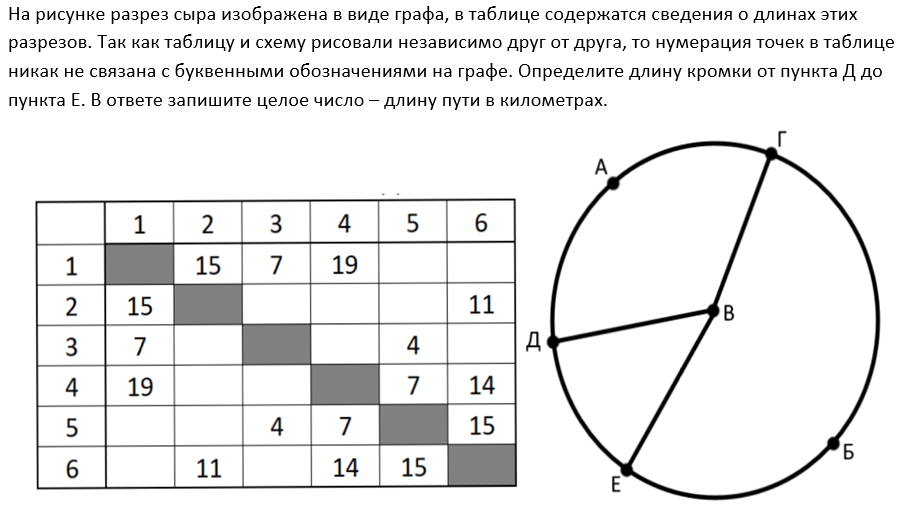 На рисунке разрез сыра изображена в виде графа, в таблице содержатся сведения о длинах этих
разрезов. Так как таблицу и схему рисовали независимо друг от друга, то нумерация точек в таблице
никак не связана с буквенными обозначениями на графе. Определите длину кромки от пункта Д до
пункта Е. В ответе запишите целое число – длину пути в километрах.
1 2 3 4 5 6
1 15 7 19
2 15 11
3 7 4
4 19 7 14
5 4 7 15
6 11 14 15
Г
А
В
Д
Б
Е